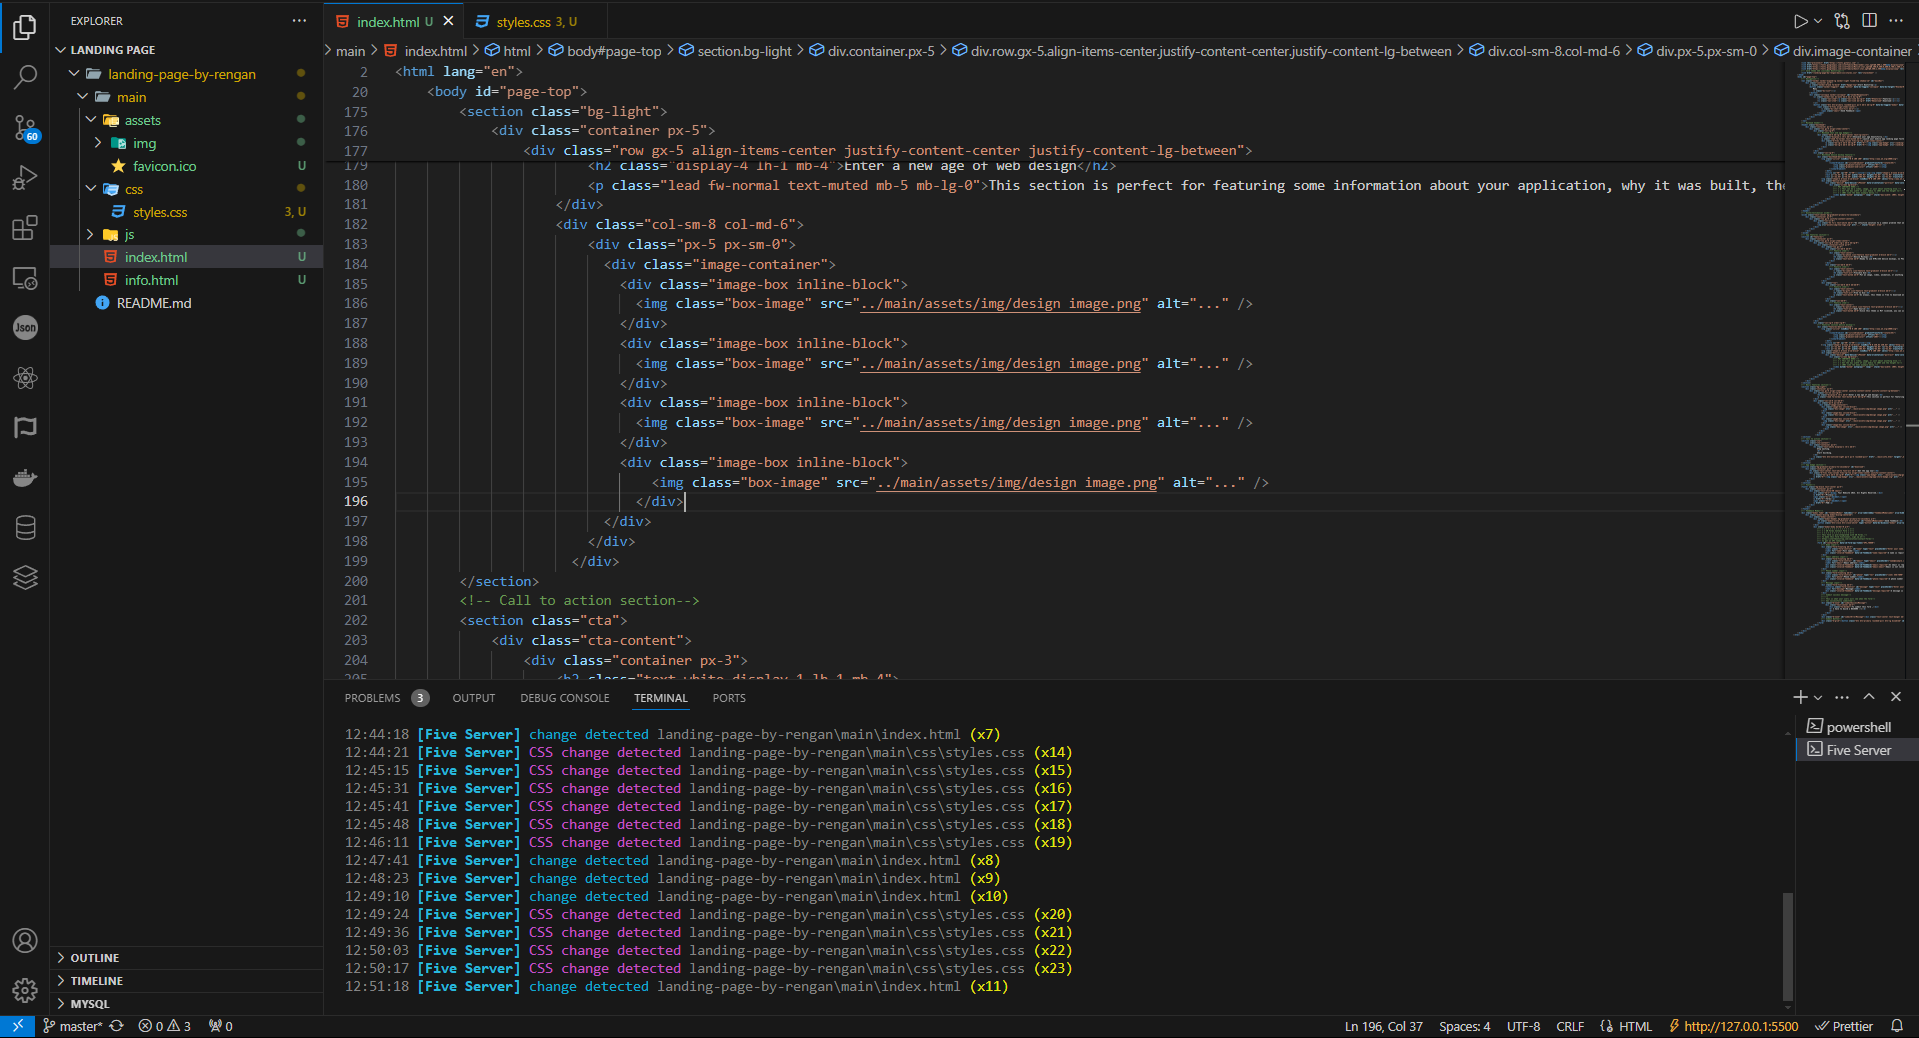 EXPLORER
LANDING PAGE
landing-page-by-rengan
main
assets
img
favicon.ico U
css
styles.css 3, U
js
index.html U
info.html U
README.md
60
Json
OUTLINE
TIMELINE
MYSQL
index.html U
styles.css 3, U
main > index.html > html > body#page-top > section.bg-light > div.container.px-5 > div.row.gx-5.align-items-center.justify-content-center.justify-content-lg-between > div.col-sm-8.col-md-6 > div.px-5.px-sm-0 > div.image-container
2 <html lang="en">
20 <body id="page-top">
175 <section class="bg-light">
176 <div class="container px-5">
177 <div class="row gx-5 align-items-center justify-content-center justify-content-lg-between">
179 <h2 class="display-4 lh-1 mb-4">Enter a new age of web design</h2>
180 <p class="lead fw-normal text-muted mb-5 mb-lg-0">This section is perfect for featuring some information about your application, why it was built, the
181 </div>
182 <div class="col-sm-8 col-md-6">
183 <div class="px-5 px-sm-0">
184 <div class="image-container">
185 <div class="image-box inline-block">
186 <img class="box-image" src="../main/assets/img/design image.png" alt="..." />
187 </div>
188 <div class="image-box inline-block">
189 <img class="box-image" src="../main/assets/img/design image.png" alt="..." />
190 </div>
191 <div class="image-box inline-block">
192 <img class="box-image" src="../main/assets/img/design image.png" alt="..." />
193 </div>
194 <div class="image-box inline-block">
195 <img class="box-image" src="../main/assets/img/design image.png" alt="..." />
196 </div>
197 </div>
198 </div>
199 </div>
200 </section>
201 <!-- Call to action section-->
202 <section class="cta">
203 <div class="cta-content">
204 <div class="container px-3">
205 <h2 class="text-white display-1 lh-1 mb-4">
PROBLEMS 3 OUTPUT DEBUG CONSOLE TERMINAL PORTS
12:44:18 [Five Server] change detected landing-page-by-rengan\main\index.html (x7)
12:44:21 [Five Server] CSS change detected landing-page-by-rengan\main\css\styles.css (x14)
12:45:15 [Five Server] CSS change detected landing-page-by-rengan\main\css\styles.css (x15)
12:45:31 [Five Server] CSS change detected landing-page-by-rengan\main\css\styles.css (x16)
12:45:41 [Five Server] CSS change detected landing-page-by-rengan\main\css\styles.css (x17)
12:45:48 [Five Server] CSS change detected landing-page-by-rengan\main\css\styles.css (x18)
12:46:11 [Five Server] CSS change detected landing-page-by-rengan\main\css\styles.css (x19)
12:47:41 [Five Server] change detected landing-page-by-rengan\main\index.html (x8)
12:48:23 [Five Server] change detected landing-page-by-rengan\main\index.html (x9)
12:49:10 [Five Server] change detected landing-page-by-rengan\main\index.html (x10)
12:49:24 [Five Server] CSS change detected landing-page-by-rengan\main\css\styles.css (x20)
12:49:36 [Five Server] CSS change detected landing-page-by-rengan\main\css\styles.css (x21)
12:50:03 [Five Server] CSS change detected landing-page-by-rengan\main\css\styles.css (x22)
12:50:17 [Five Server] CSS change detected landing-page-by-rengan\main\css\styles.css (x23)
12:51:18 [Five Server] change detected landing-page-by-rengan\main\index.html (x11)
powershell
Five Server
master* 0 3 0 Ln 196, Col 37 Spaces: 4 UTF-8 CRLF HTML http://127.0.0.1:5500 Prettier